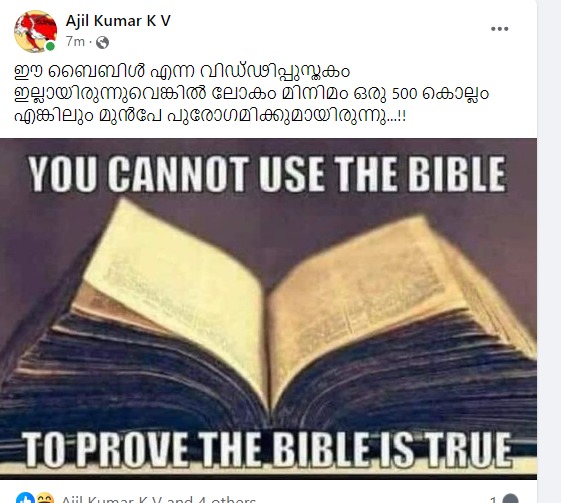 Ajil Kumar K V
7m
ഈ ബൈബിൾ എന്ന വിഡ്ഢിപ്പുസ്തകം
ഇല്ലായിരുന്നുവെങ്കിൽ ലോകം മിനിമം ഒരു 500 കൊല്ലം
എങ്കിലും മുൻപേ പുരോഗമിക്കുമായിരുന്നു...!!
YOU CANNOT USE THE BIBLE
TO PROVE THE BIBLE IS TRUE
Ajil Kumar K V and 4 others
1